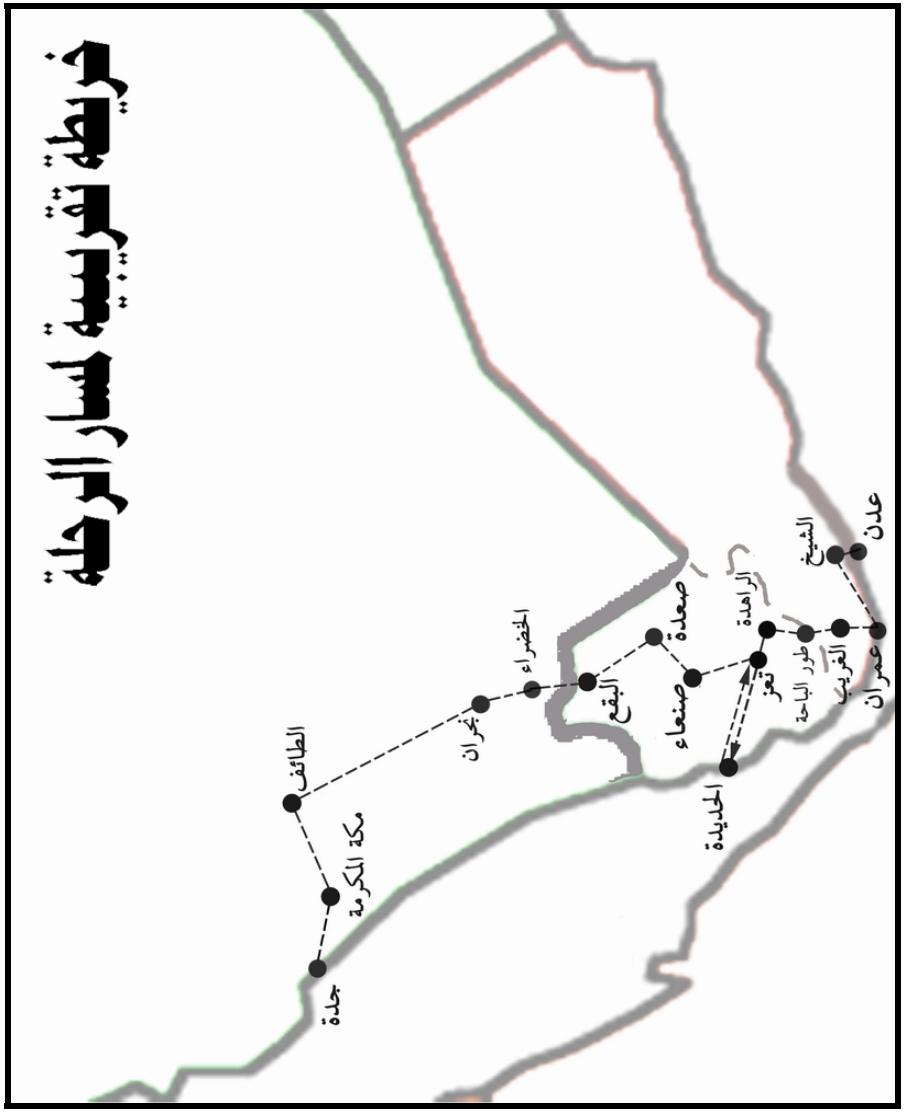 خريطة تقريبية لمسار الرحلة
عدن
الشيخ
عمران
الغريب
طور الباحة
الراهدة
تعز
الحديدة
صنعاء
صعدة
البقع
الخضراء
نجران
الطائف
مكة المكرمة
جدة